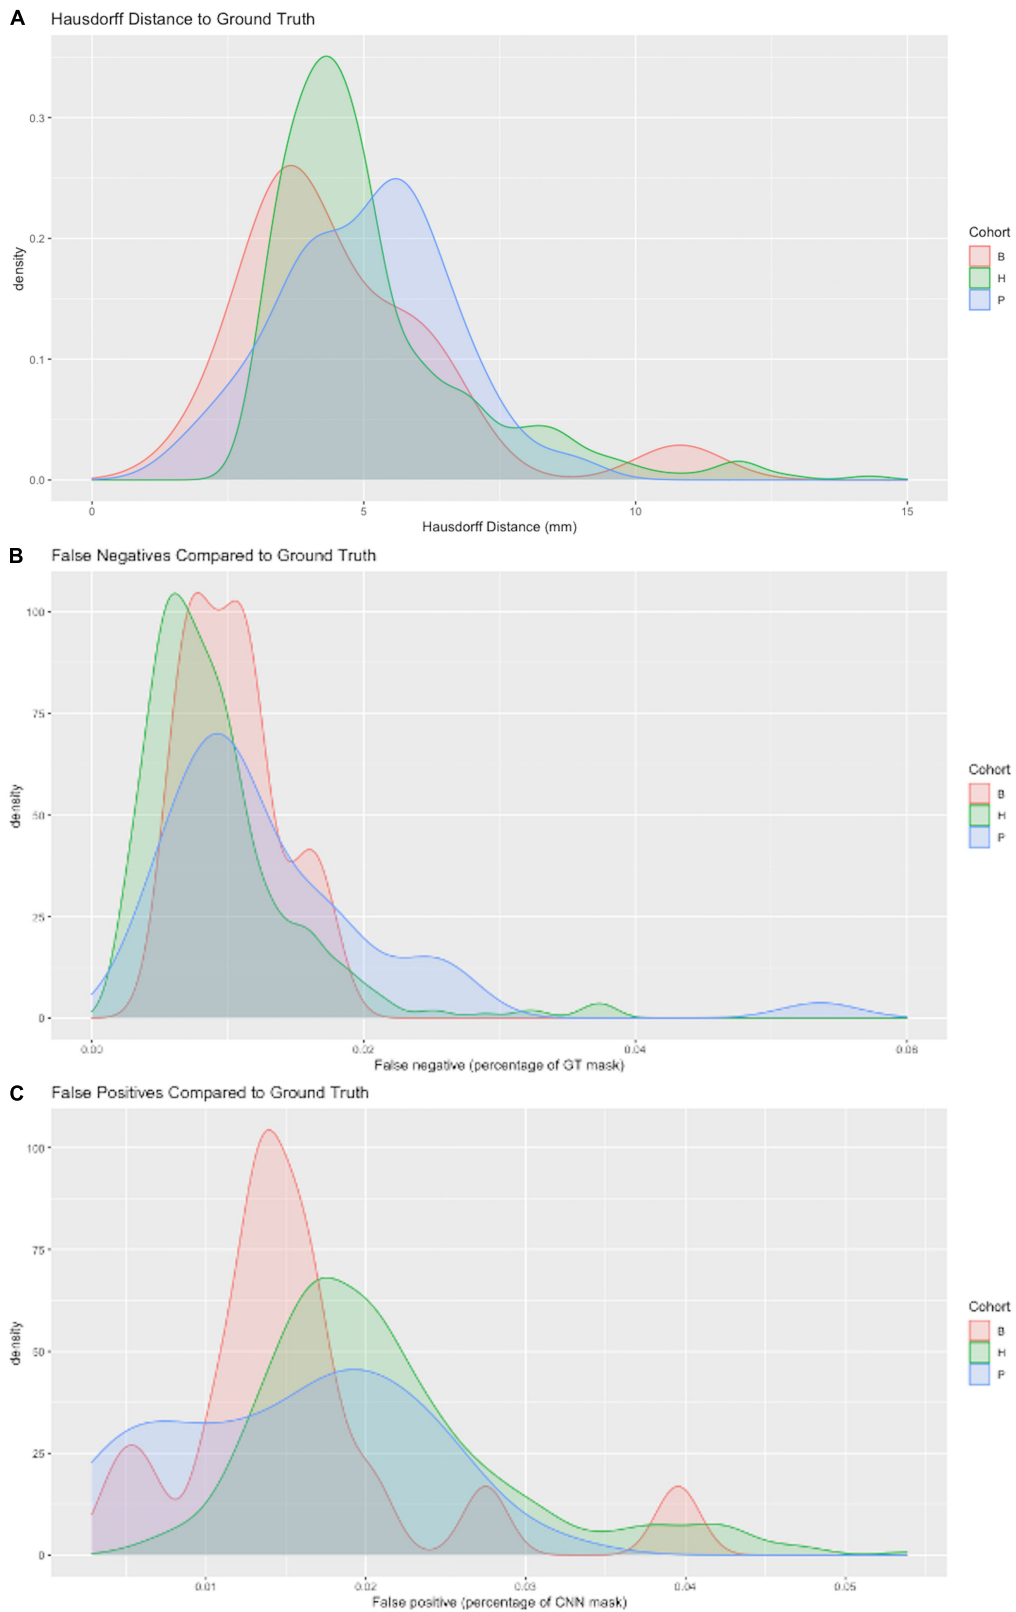 A Hausdorff Distance to Ground Truth
0.3
0.2
0.1
0.0
density
0 5 10 15
Hausdorff Distance (mm)
Cohort
B
H
P
B False Negatives Compared to Ground Truth
100
75
50
25
0
density
0.00 0.02 0.04 0.06
False negative (percentage of GT mask)
Cohort
B
H
P
C False Positives Compared to Ground Truth
100
75
50
25
0
density
0.01 0.02 0.03 0.04 0.05
False positive (percentage of CNN mask)
Cohort
B
H
P